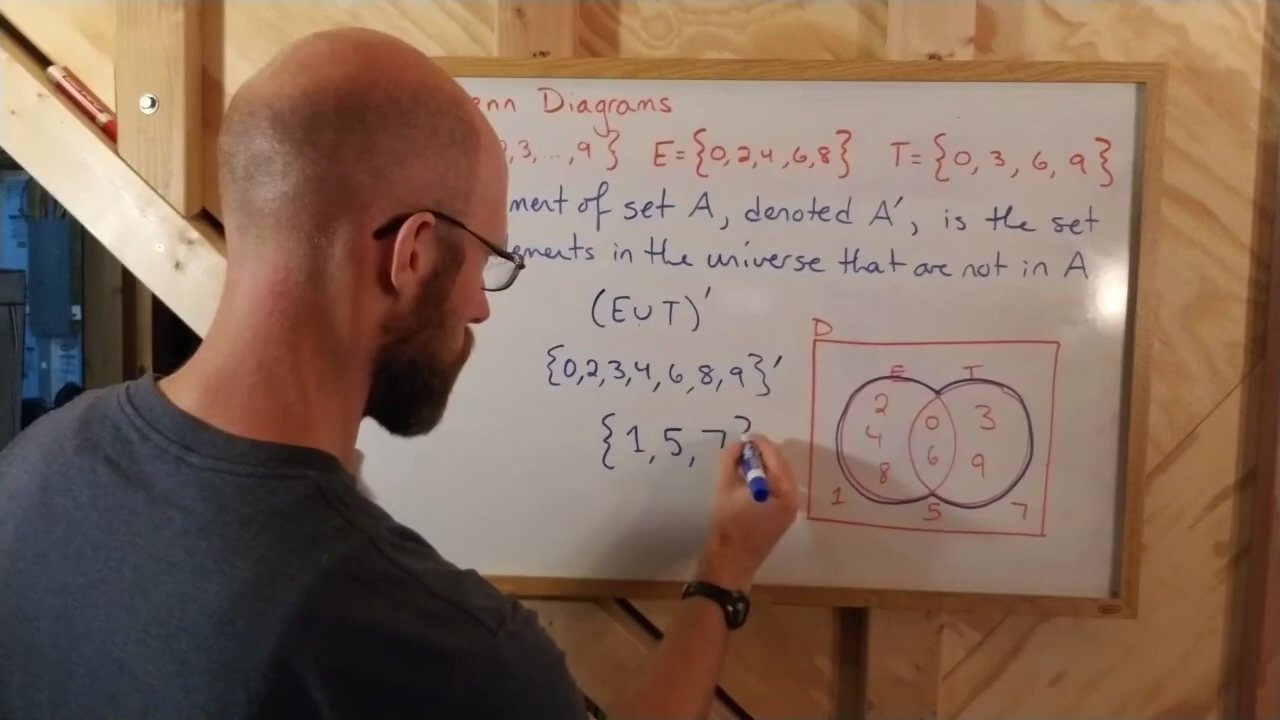 enn Diagrams
,3,...,9} E={0,2,4,6,8} T={0, 3, 6, 9}
ment of set A, denoted A′, is the set
ements in the universe that are not in A
(E∪T)′
{0,2,3,4,6,8,9}′
{1,5,7}
D
E T
2 0 3
4 6 9
8
1 5 7